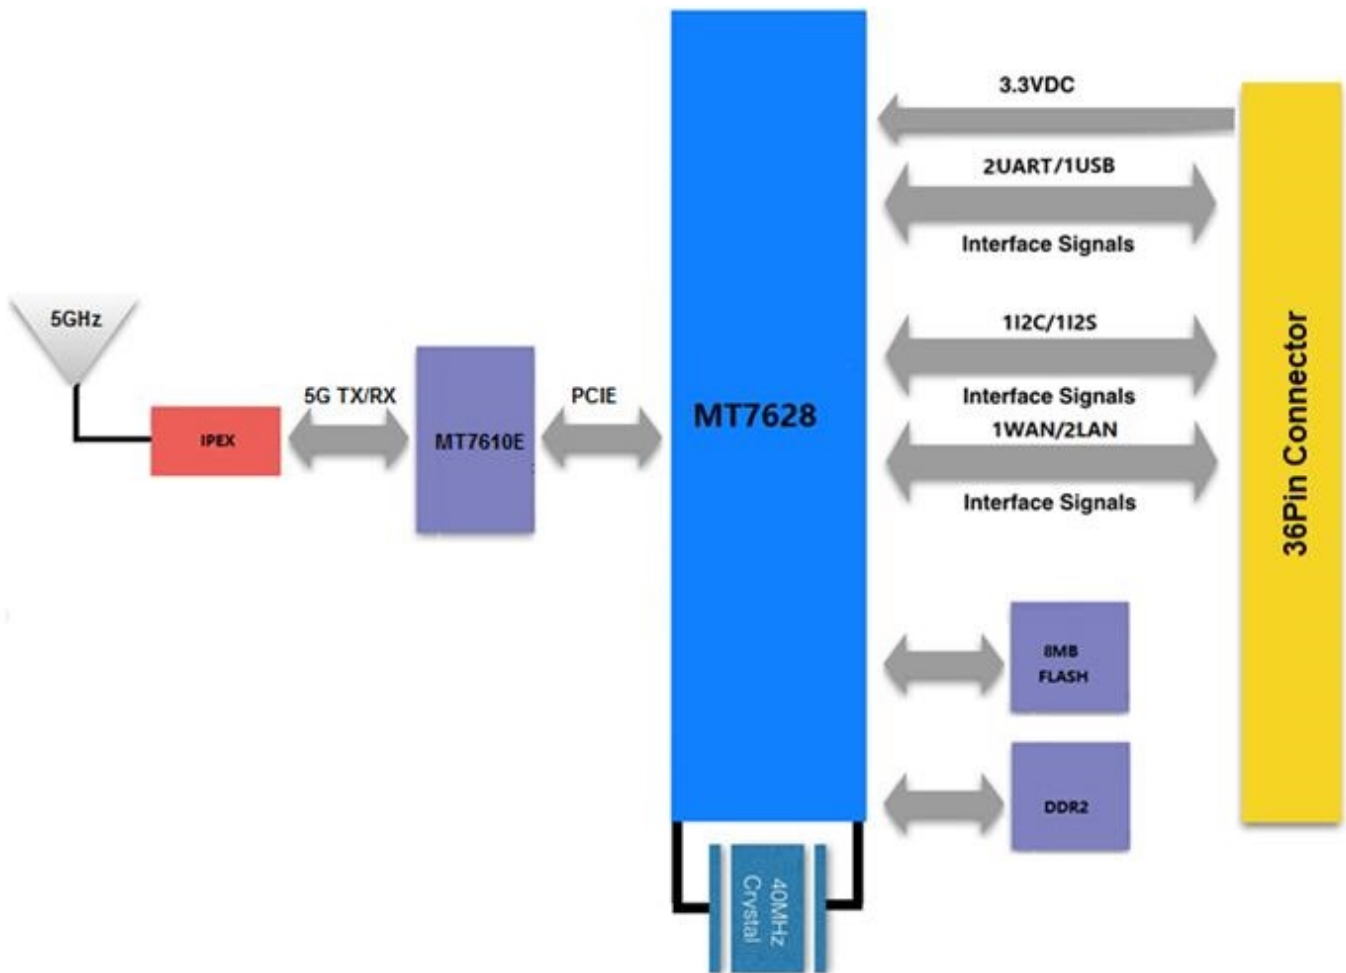 3.3VDC
2UART/1USB
Interface Signals
5GHz
1I2C/1I2S
5G TX/RX
PCIE
Interface Signals
MT7628
1WAN/2LAN
IPEX
MT7610E
Interface Signals
36Pin Connector
8MB
FLASH
DDR2
40MHz
Crystal